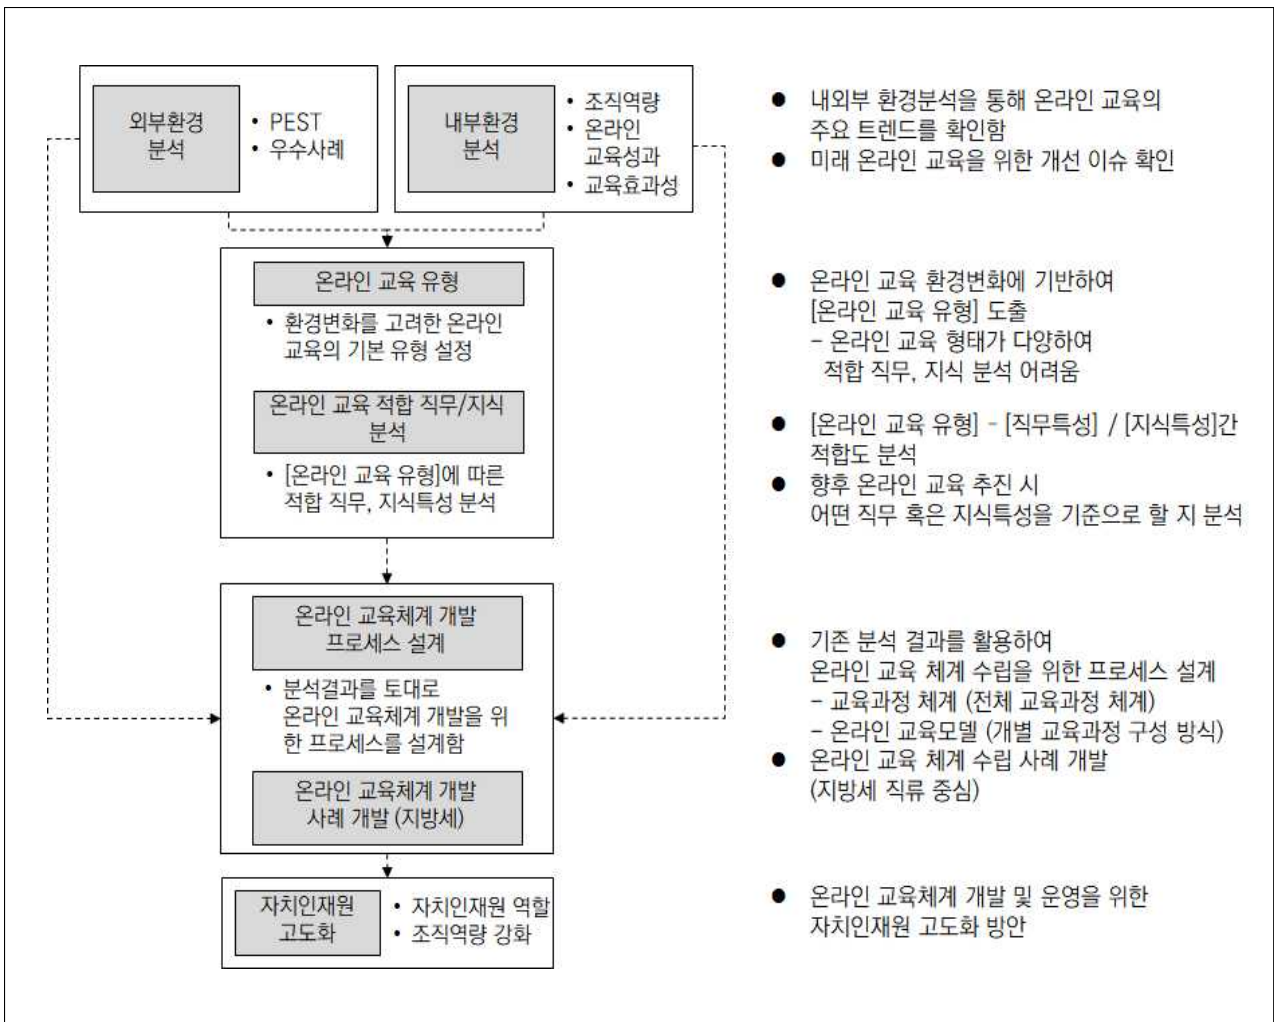 외부환경
분석
• PEST
• 우수사례
내부환경
분석
• 조직역량
• 온라인
교육성과
• 교육효과성
● 내외부 환경분석을 통해 온라인 교육의
주요 트렌드를 확인함
● 미래 온라인 교육을 위한 개선 이슈 확인
온라인 교육 유형
• 환경변화를 고려한 온라인
교육의 기본 유형 설정
온라인 교육 적합 직무/지식
분석
• [온라인 교육 유형]에 따른
적합 직무, 지식특성 분석
● 온라인 교육 환경변화에 기반하여
[온라인 교육 유형] 도출
- 온라인 교육 형태가 다양하여
적합 직무, 지식 분석 어려움
● [온라인 교육 유형] - [직무특성] / [지식특성]간
적합도 분석
● 향후 온라인 교육 추진 시
어떤 직무 혹은 지식특성을 기준으로 할 지 분석
온라인 교육체계 개발
프로세스 설계
• 분석결과를 토대로
온라인 교육체계 개발을 위
한 프로세스를 설계함
온라인 교육체계 개발
사례 개발 (지방세)
● 기존 분석 결과를 활용하여
온라인 교육 체계 수립을 위한 프로세스 설계
- 교육과정 체계 (전체 교육과정 체계)
- 온라인 교육모델 (개별 교육과정 구성 방식)
● 온라인 교육 체계 수립 사례 개발
(지방세 직류 중심)
자치인재원
고도화
• 자치인재원 역할
• 조직역량 강화
● 온라인 교육체계 개발 및 운영을 위한
자치인재원 고도화 방안